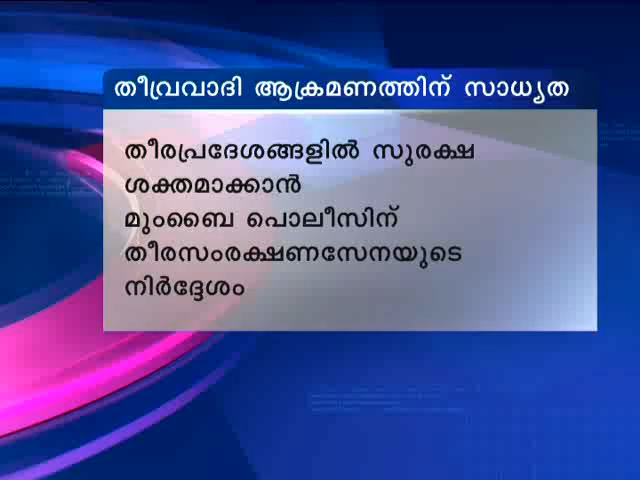 തീവ്രവാദി ആക്രമണത്തിന് സാധ്യത
തീരപ്രദേശങ്ങളിൽ സുരക്ഷ
ശക്തമാക്കാൻ
മുംബൈ പൊലീസിന്
തീരസംരക്ഷണസേനയുടെ
നിർദ്ദേശം